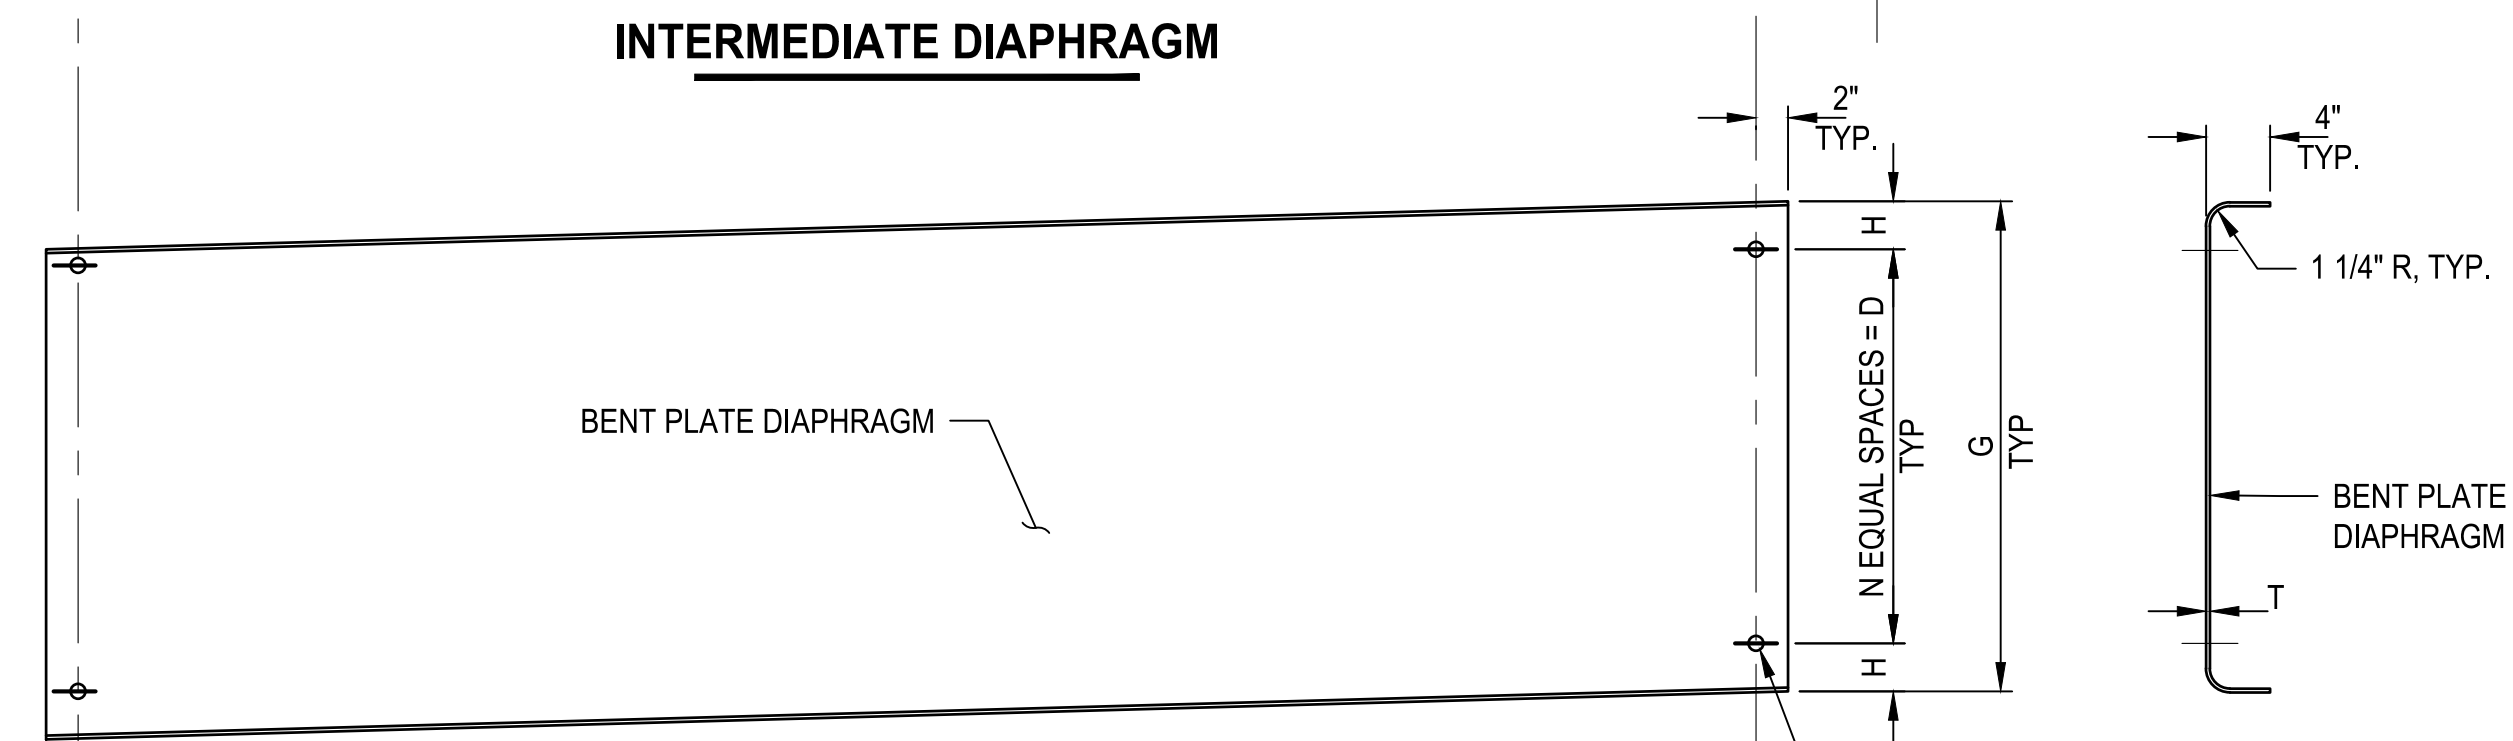 INTERMEDIATE DIAPHRAGM
2"
TYP.
4"
TYP.
H
1 1/4" R, TYP.
N EQUAL SPACES = D
TYP
G
TYP
BENT PLATE DIAPHRAGM
BENT PLATE
DIAPHRAGM
T
H